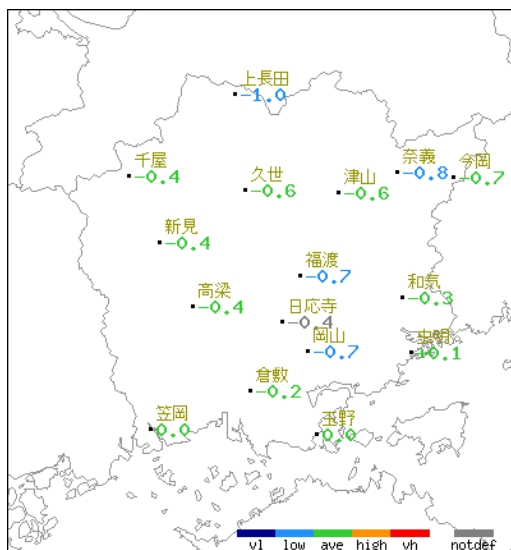 上長田
-1.0
千屋
-0.4
久世
-0.6
津山
-0.6
奈義
-0.8
今岡
-0.7
新見
-0.4
福渡
-0.7
高梁
-0.4
和気
-0.3
日応寺
-0.4
岡山
-0.7
虫明
+0.1
倉敷
-0.2
笠岡
0.0
玉野
0.0
vl low ave high vh notdef